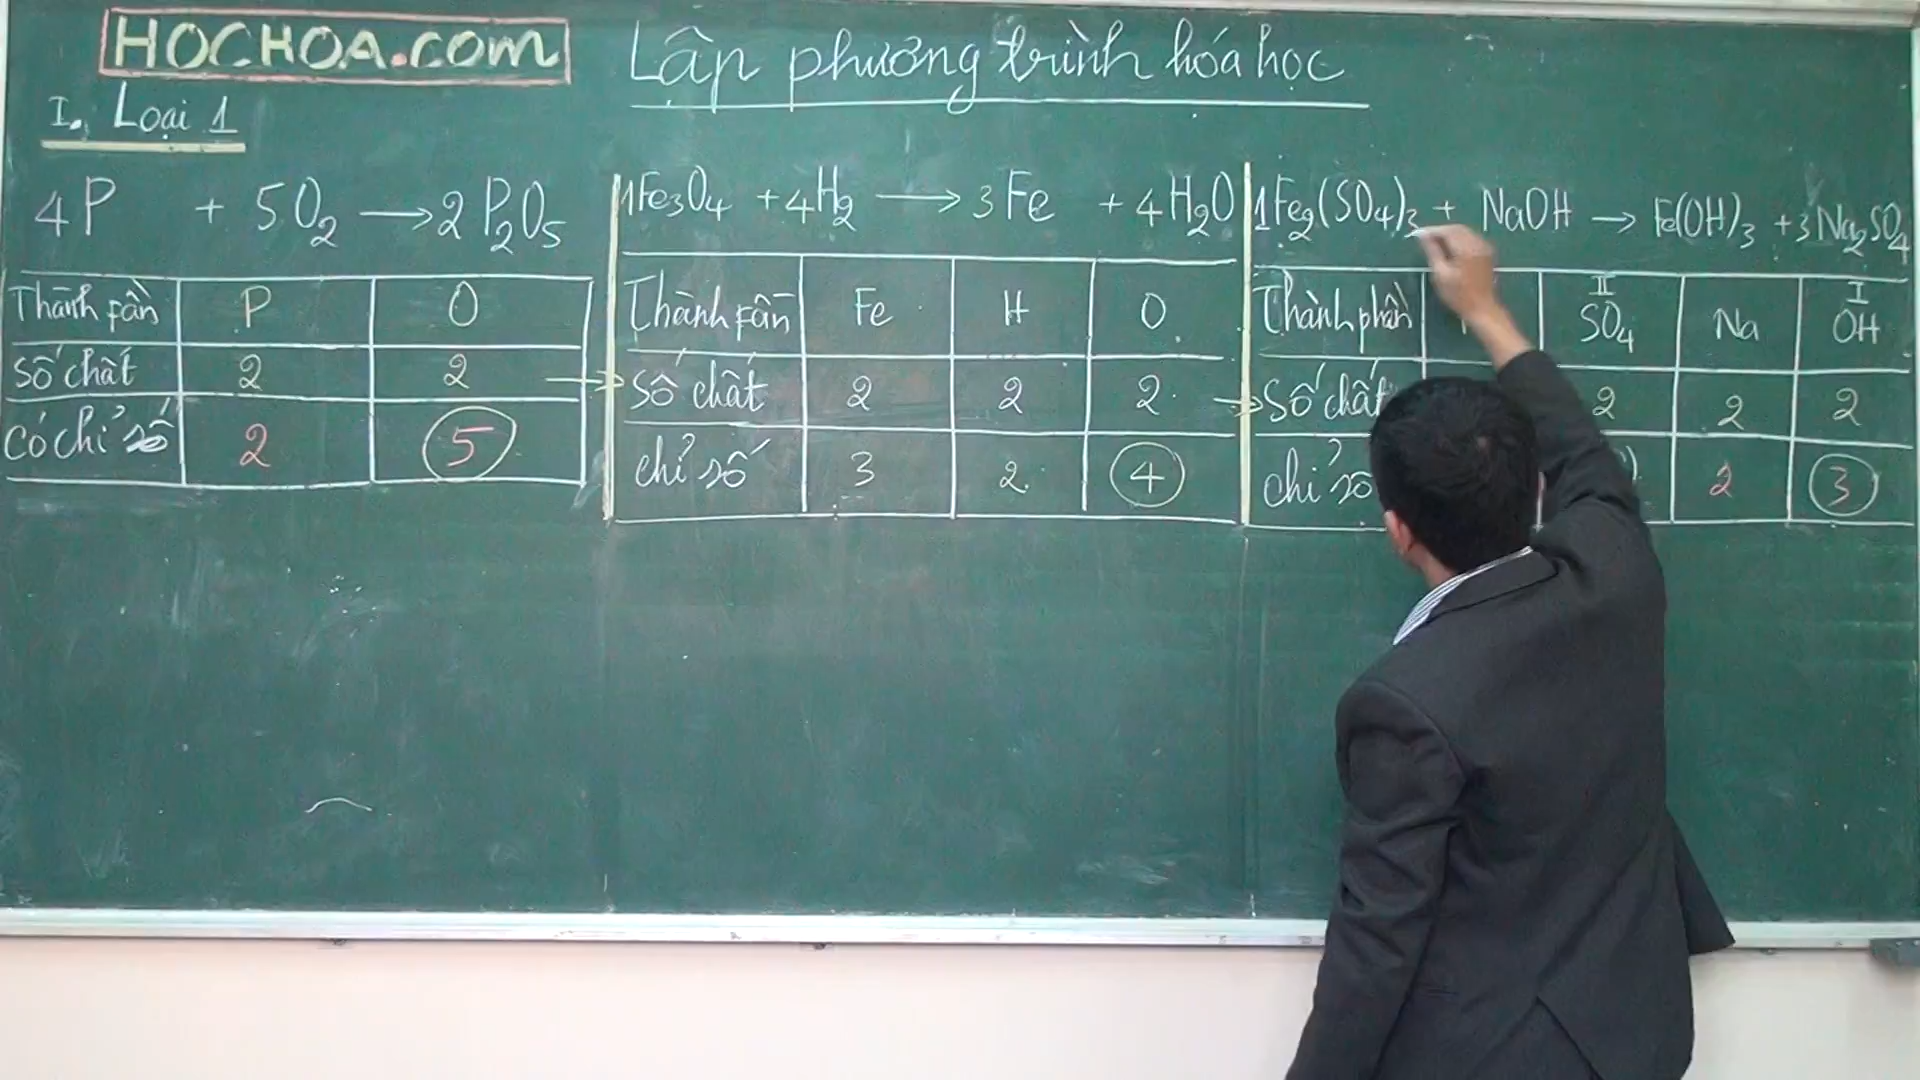 HOCHOA.COM
Lập phương trình hóa học
I. Loại 1
4P + 5O₂ → 2P₂O₅
Thành fần P O
Số chất 2 2
Có chỉ số 2 5
1Fe₃O₄ + 4H₂ → 3Fe + 4H₂O
Thành fần Fe H O
Số chất 2 2 2
chỉ số 3 2 4
1Fe₂(SO₄)₃ + NaOH → Fe(OH)₃ + 3Na₂SO₄
Thành phần II SO₄ Na I OH
Số chất 2 2 2
chỉ số 2 3